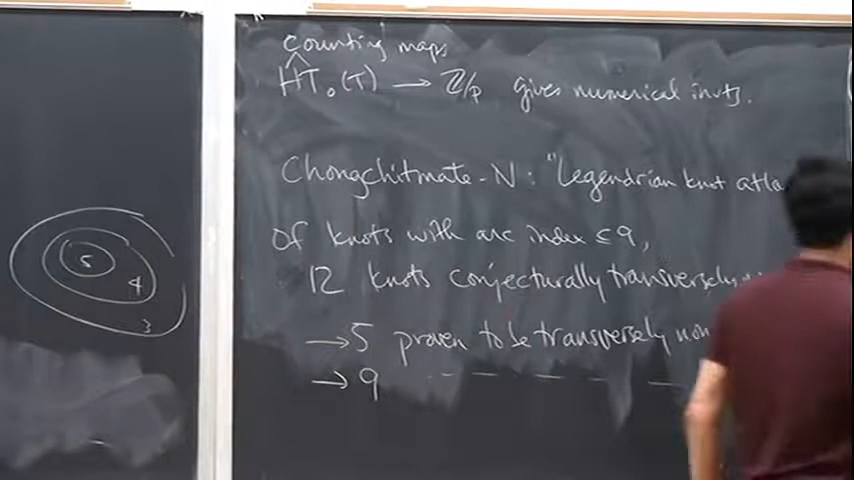 5
4
3
Counting maps
ĤT₀(T) → ℤ/p gives numerical invts.
Chongchitmate - N : "Legendrian knot atla
Of knots with arc index ≤ 9,
12 knots conjecturally transversely
→ 5 proven to be transversely non
→ 9 - - - - -